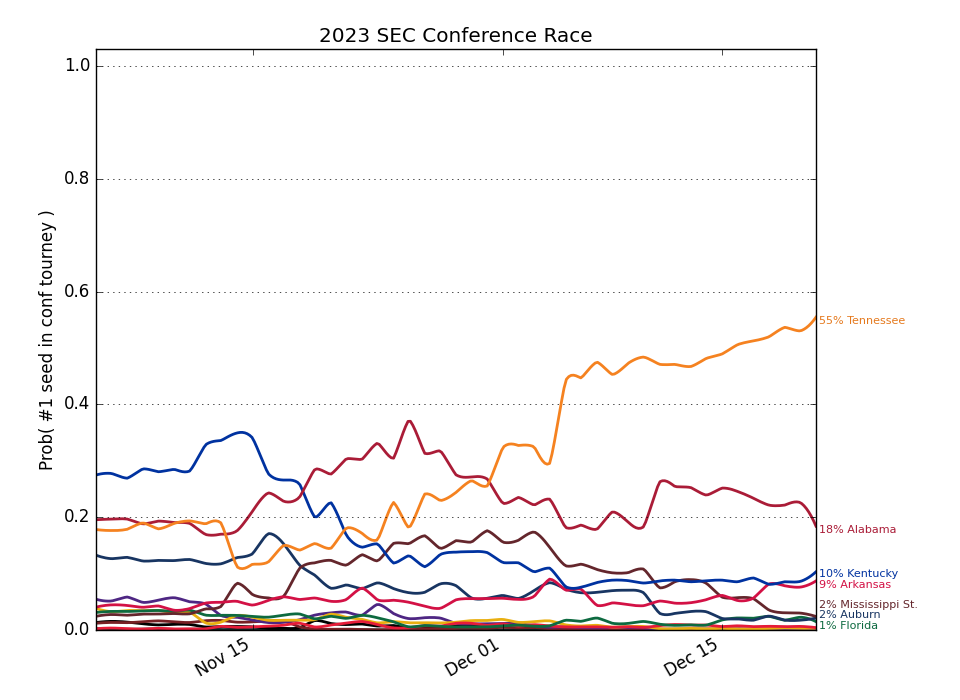 2023 SEC Conference Race
Prob( #1 seed in conf tourney )
1.0
0.8
0.6
0.4
0.2
0.0
55% Tennessee
18% Alabama
10% Kentucky
9% Arkansas
2% Mississippi St.
2% Auburn
1% Florida
Nov 15
Dec 01
Dec 15